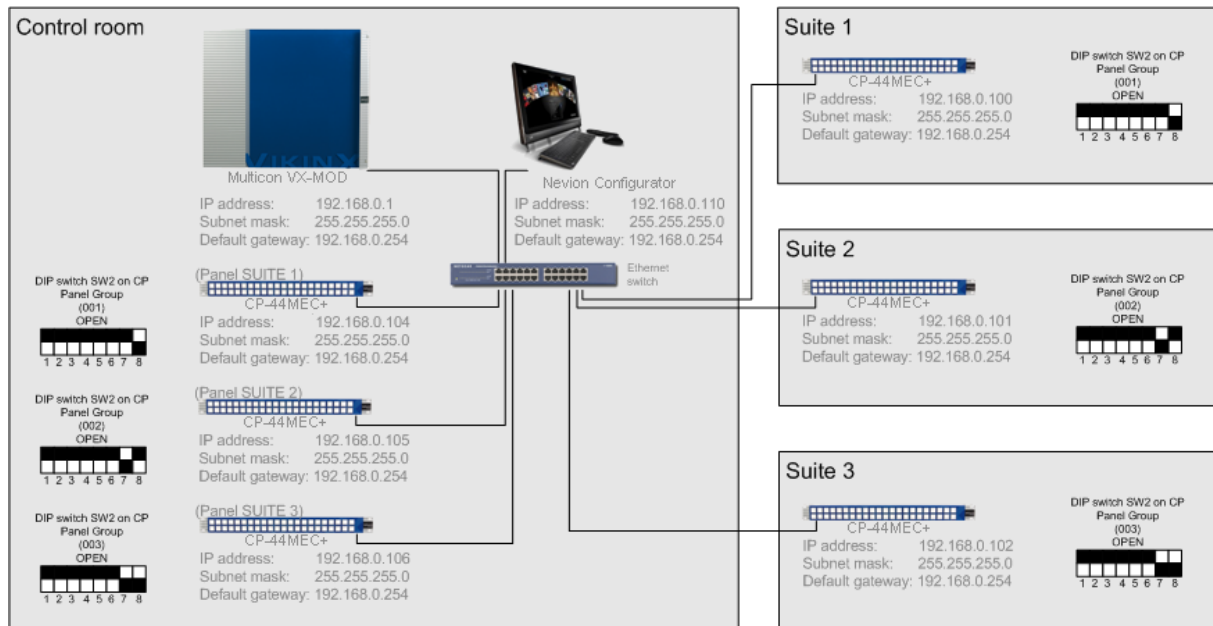 Control room
VIKINX
Multicon VX-MOD
IP address: 192.168.0.1
Subnet mask: 255.255.255.0
Default gateway: 192.168.0.254
Nevion Configurator
IP address: 192.168.0.110
Subnet mask: 255.255.255.0
Default gateway: 192.168.0.254
Ethernet
switch
DIP switch SW2 on CP
Panel Group
(001)
OPEN
1 2 3 4 5 6 7 8
(Panel SUITE 1)
CP-44MEC+
IP address: 192.168.0.104
Subnet mask: 255.255.255.0
Default gateway: 192.168.0.254
DIP switch SW2 on CP
Panel Group
(002)
OPEN
1 2 3 4 5 6 7 8
(Panel SUITE 2)
CP-44MEC+
IP address: 192.168.0.105
Subnet mask: 255.255.255.0
Default gateway: 192.168.0.254
DIP switch SW2 on CP
Panel Group
(003)
OPEN
1 2 3 4 5 6 7 8
(Panel SUITE 3)
CP-44MEC+
IP address: 192.168.0.106
Subnet mask: 255.255.255.0
Default gateway: 192.168.0.254
Suite 1
CP-44MEC+
IP address: 192.168.0.100
Subnet mask: 255.255.255.0
Default gateway: 192.168.0.254
DIP switch SW2 on CP
Panel Group
(001)
OPEN
1 2 3 4 5 6 7 8
Suite 2
CP-44MEC+
IP address: 192.168.0.101
Subnet mask: 255.255.255.0
Default gateway: 192.168.0.254
DIP switch SW2 on CP
Panel Group
(002)
OPEN
1 2 3 4 5 6 7 8
Suite 3
CP-44MEC+
IP address: 192.168.0.102
Subnet mask: 255.255.255.0
Default gateway: 192.168.0.254
DIP switch SW2 on CP
Panel Group
(003)
OPEN
1 2 3 4 5 6 7 8